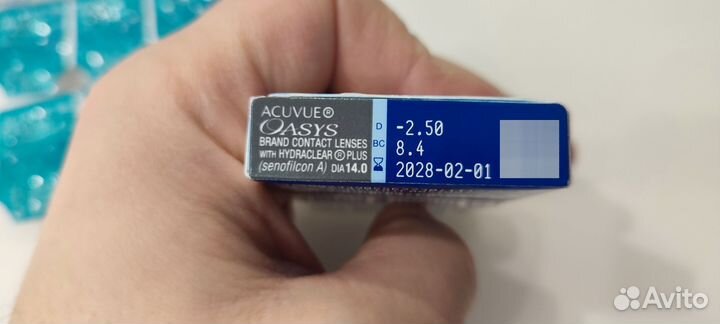 ACUVUE®
OASYS
BRAND CONTACT LENSES
WITH HYDRACLEAR® PLUS
(senofilcon A) DIA 14.0
D -2.50
BC 8.4
2028-02-01
Avito